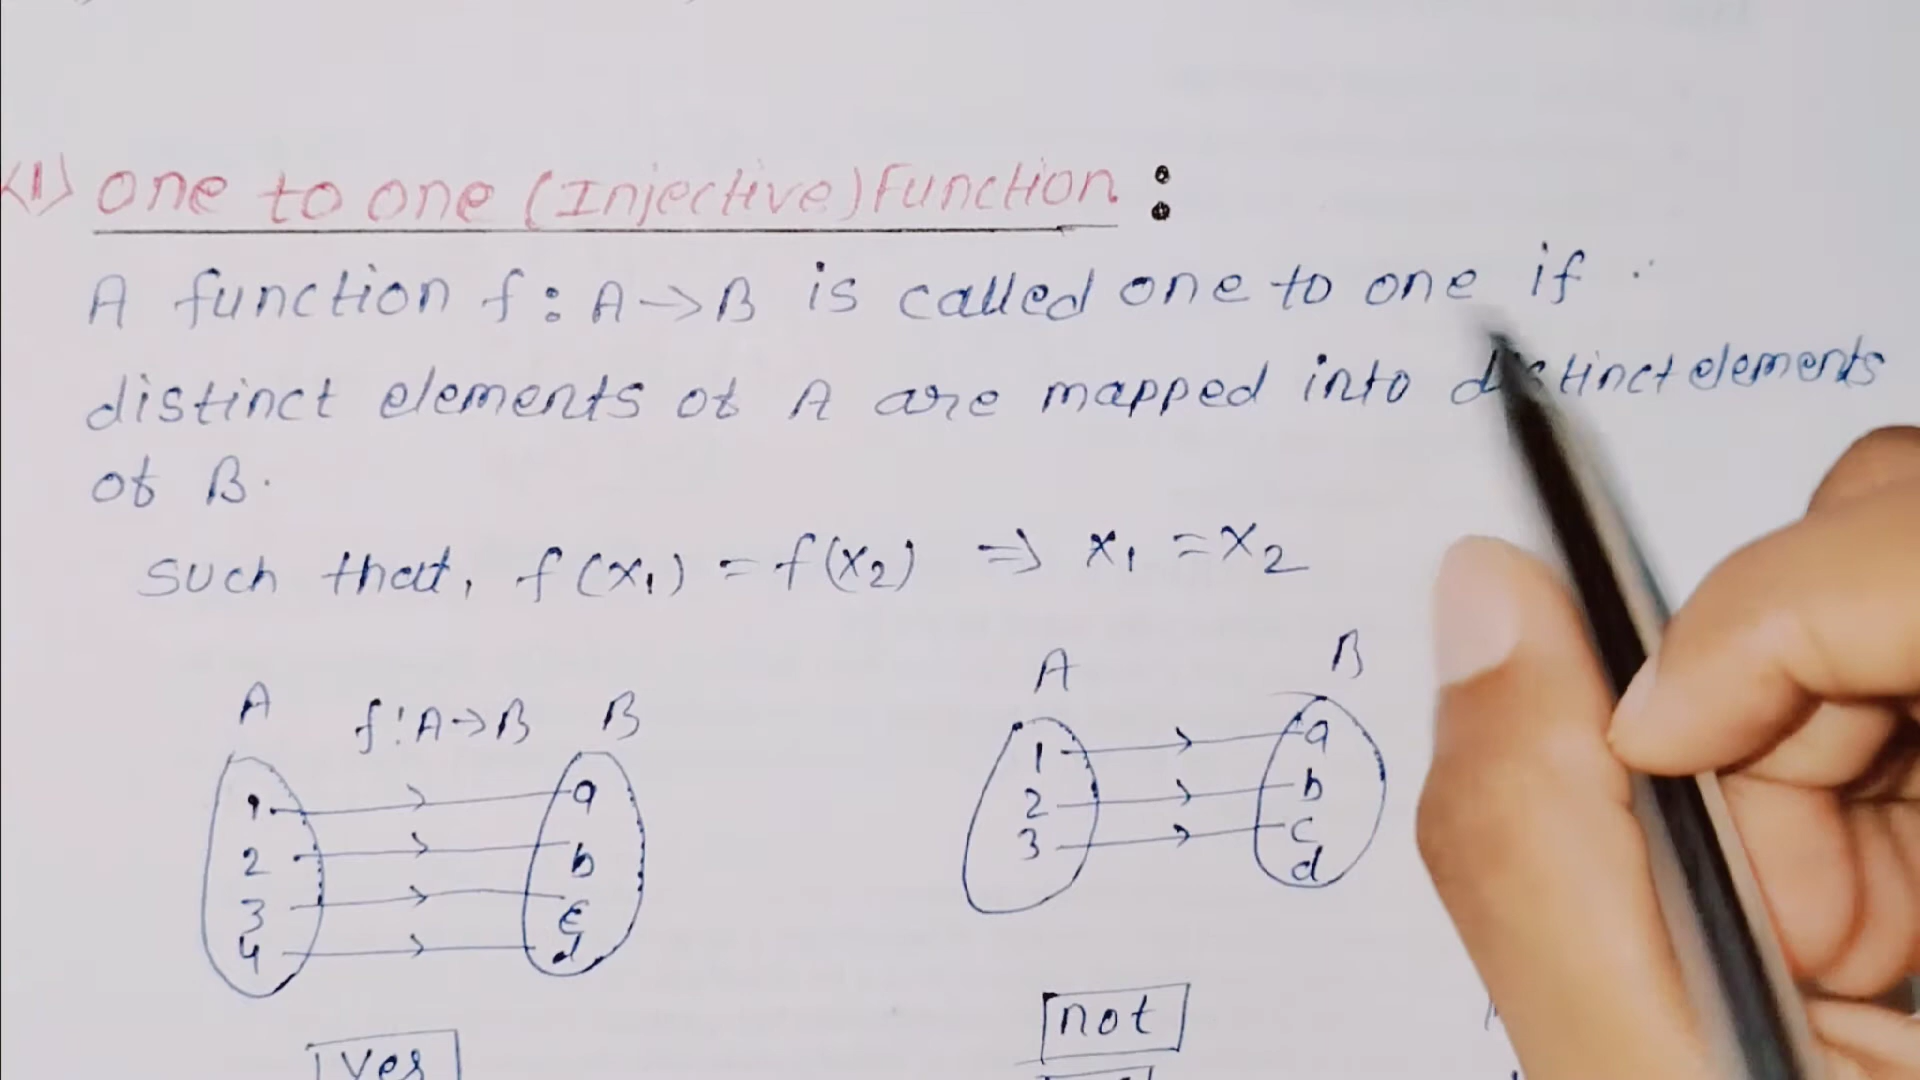 <1> one to one (Injective) Function :
A function f : A → B is called one to one if
distinct elements of A are mapped into distinct elements
of B.
such that, f(x₁) = f(x₂) ⇒ x₁ = x₂
A f : A → B B
1 a
2 b
3 c
4 d
Yes
A B
1 a
2 b
3 c
d
not